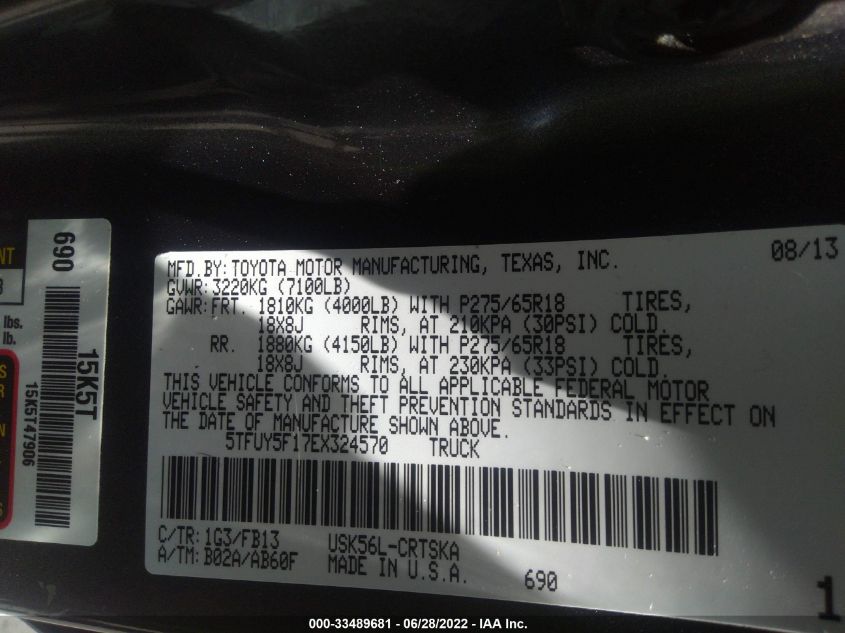 NT
3
lbs.
lb.
S
R
N
S
690
15K5T
15K5T47906
MFD.BY:TOYOTA MOTOR MANUFACTURING, TEXAS, INC. 08/13
GVWR:3220KG (7100LB)
GAWR:FRT. 1810KG (4000LB) WITH P275/65R18 TIRES,
18X8J RIMS, AT 210KPA (30PSI) COLD.
RR. 1880KG (4150LB) WITH P275/65R18 TIRES,
18X8J RIMS, AT 230KPA (33PSI) COLD.
THIS VEHICLE CONFORMS TO ALL APPLICABLE FEDERAL MOTOR
VEHICLE SAFETY AND THEFT PREVENTION STANDARDS IN EFFECT ON
THE DATE OF MANUFACTURE SHOWN ABOVE.
5TFUY5F17EX324570 TRUCK
C/TR:1G3/FB13 USK56L-CRTSKA
A/TM:B02A/AB60F MADE IN U.S.A. 690
1
000-33489681 - 06/28/2022 - IAA Inc.